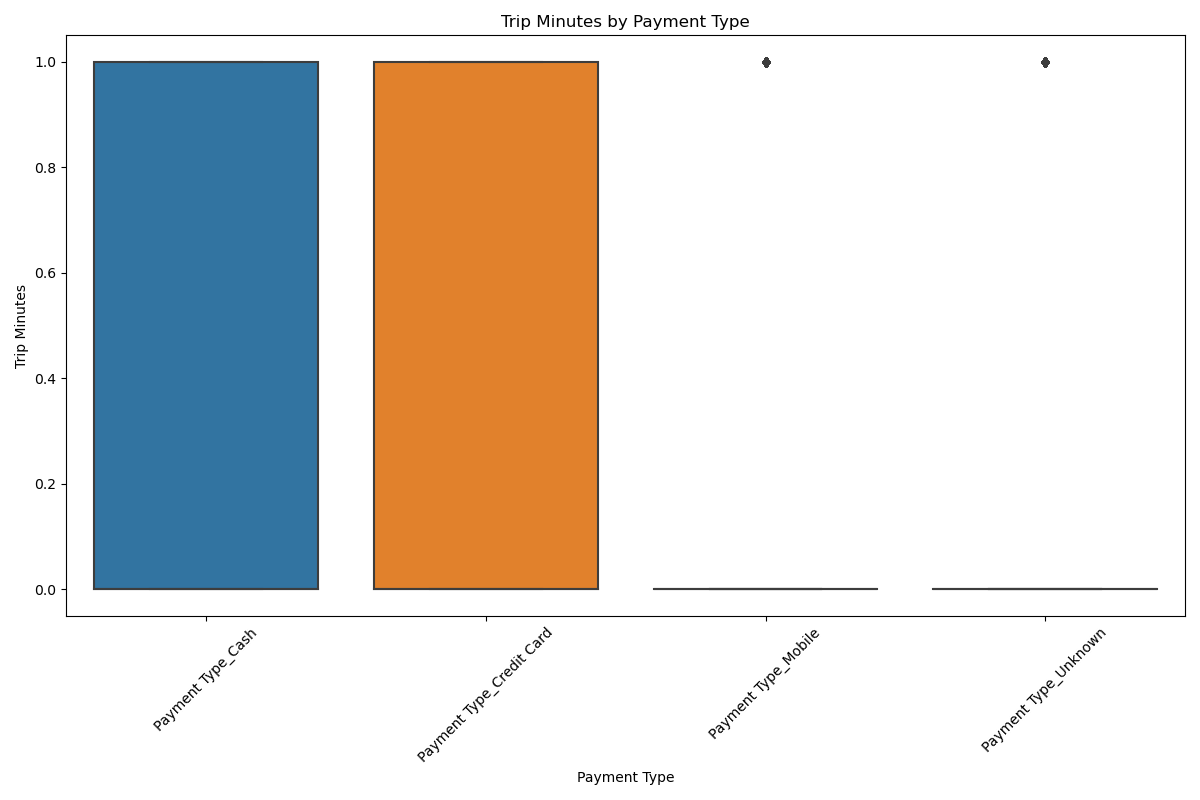 Trip Minutes by Payment Type
Trip Minutes
1.0
0.8
0.6
0.4
0.2
0.0
Payment Type_Cash
Payment Type_Credit Card
Payment Type_Mobile
Payment Type_Unknown
Payment Type